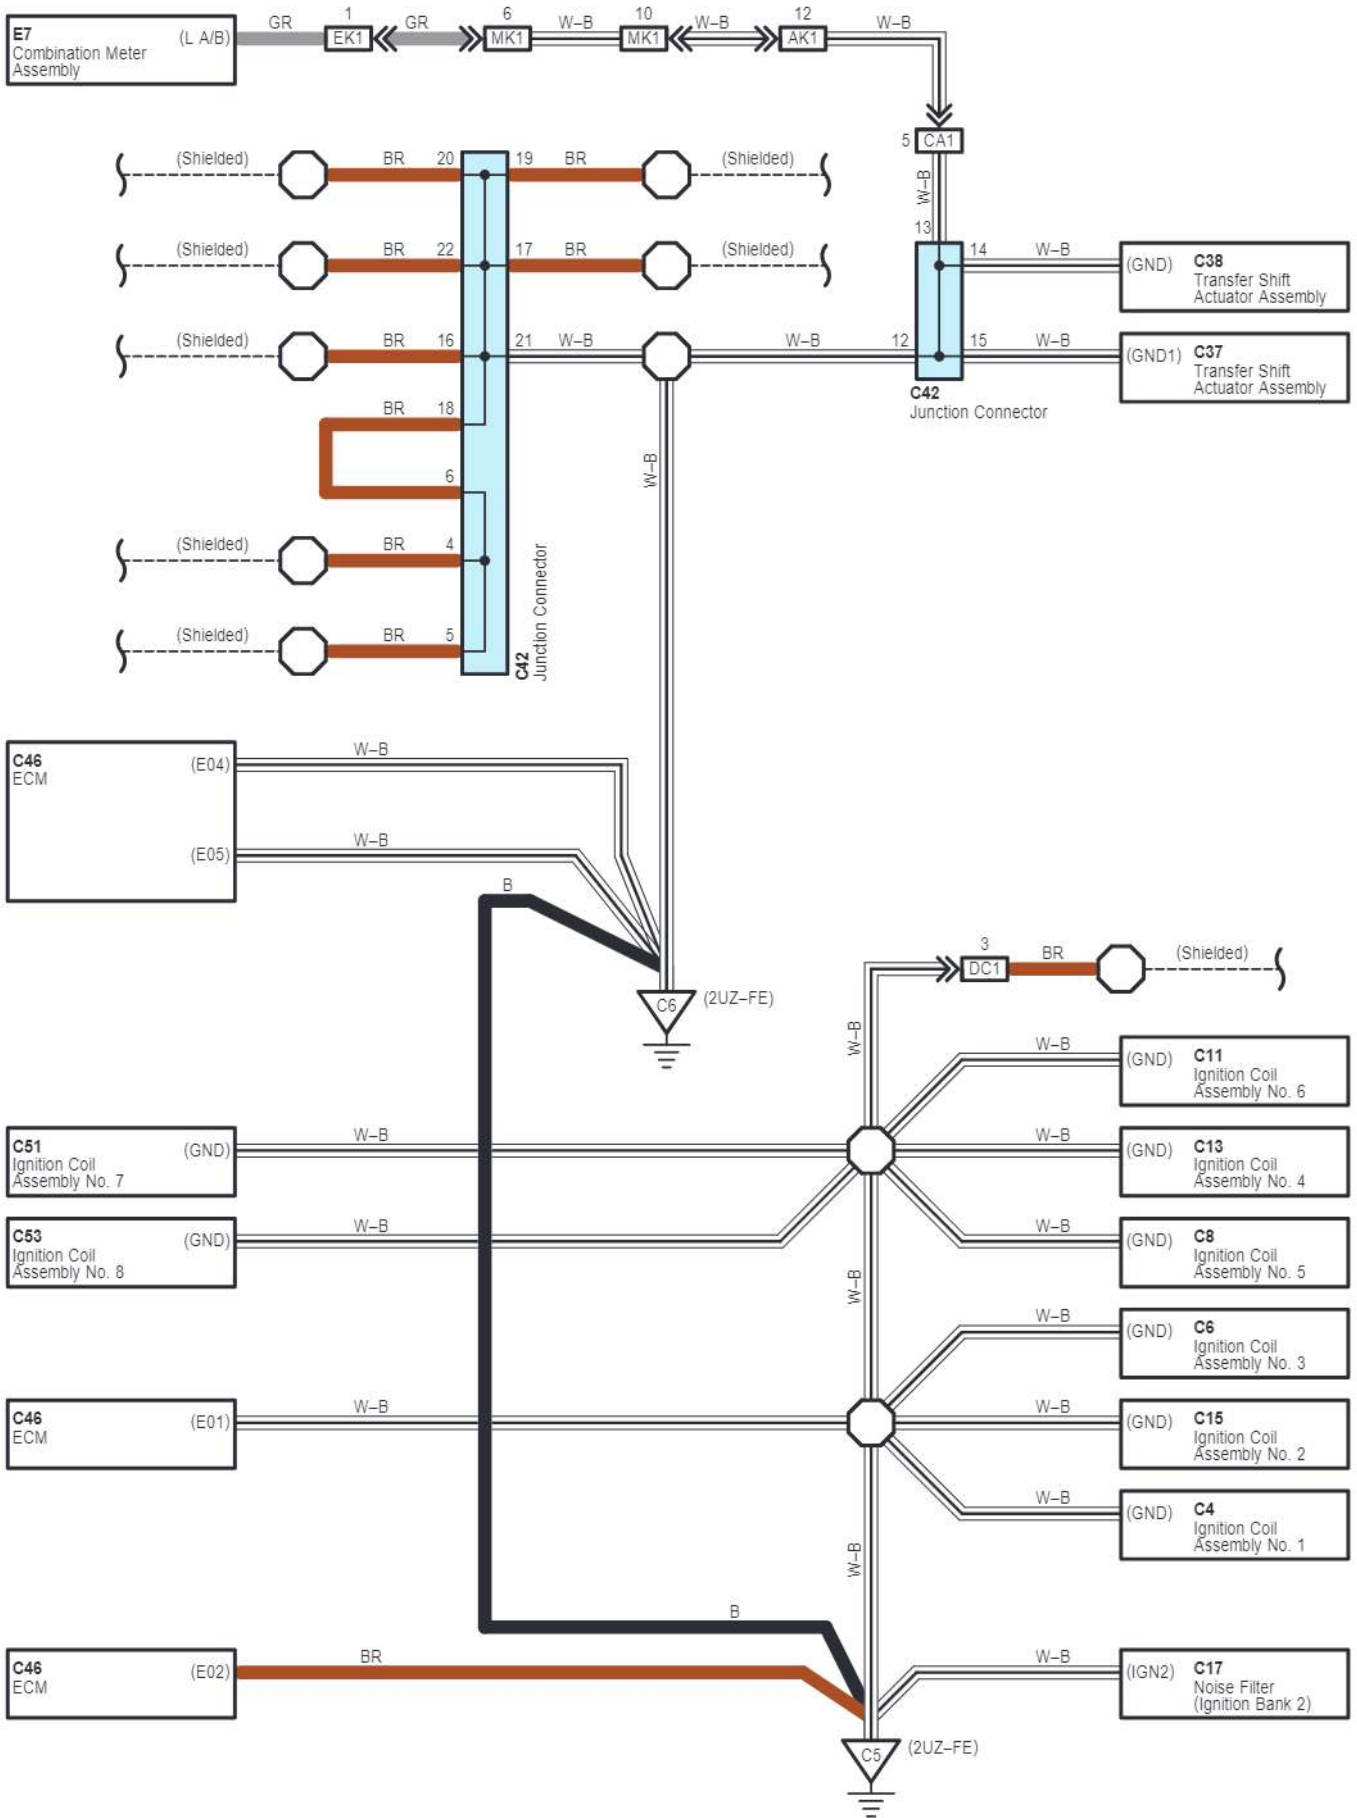 E7
Combination Meter
Assembly
(L A/B)
GR
1
EK1
GR
6
MK1
W–B
10
MK1
W–B
12
AK1
W–B
5
CA1
W–B
(Shielded)
BR
20
19
BR
(Shielded)
(Shielded)
BR
22
17
BR
(Shielded)
(Shielded)
BR
16
21
W–B
W–B
12
13
14
W–B
(GND)
C38
Transfer Shift
Actuator Assembly
15
W–B
(GND1)
C37
Transfer Shift
Actuator Assembly
C42
Junction Connector
BR
18
6
(Shielded)
BR
4
(Shielded)
BR
5
C42
Junction Connector
W–B
C46
ECM
(E04)
W–B
(E05)
W–B
B
C6
(2UZ–FE)
3
DC1
BR
(Shielded)
W–B
W–B
(GND)
C11
Ignition Coil
Assembly No. 6
C51
Ignition Coil
Assembly No. 7
(GND)
W–B
W–B
(GND)
C13
Ignition Coil
Assembly No. 4
C53
Ignition Coil
Assembly No. 8
(GND)
W–B
W–B
(GND)
C8
Ignition Coil
Assembly No. 5
W–B
W–B
(GND)
C6
Ignition Coil
Assembly No. 3
C46
ECM
(E01)
W–B
W–B
(GND)
C15
Ignition Coil
Assembly No. 2
W–B
(GND)
C4
Ignition Coil
Assembly No. 1
W–B
B
C46
ECM
(E02)
BR
W–B
(IGN2)
C17
Noise Filter
(Ignition Bank 2)
C5
(2UZ–FE)